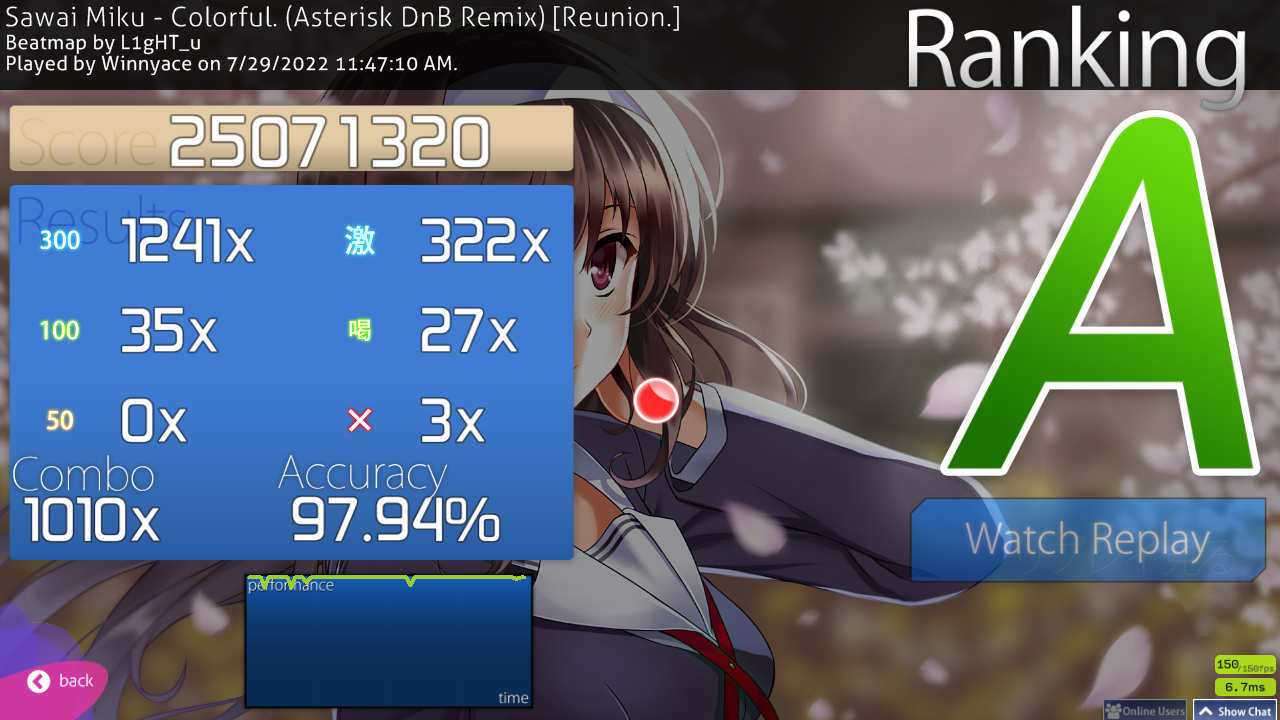 Sawai Miku - Colorful. (Asterisk DnB Remix) [Reunion.]
Beatmap by L1gHT_u
Played by Winnyace on 7/29/2022 11:47:10 AM.
Ranking
Score 25071320
Results
300 1241x 激 322x
100 35x 喝 27x
50 0x 3x
Combo Accuracy
1010x 97.94%
A
Watch Replay
performance
time
back
150/150fps
6.7ms
Online Users Show Chat